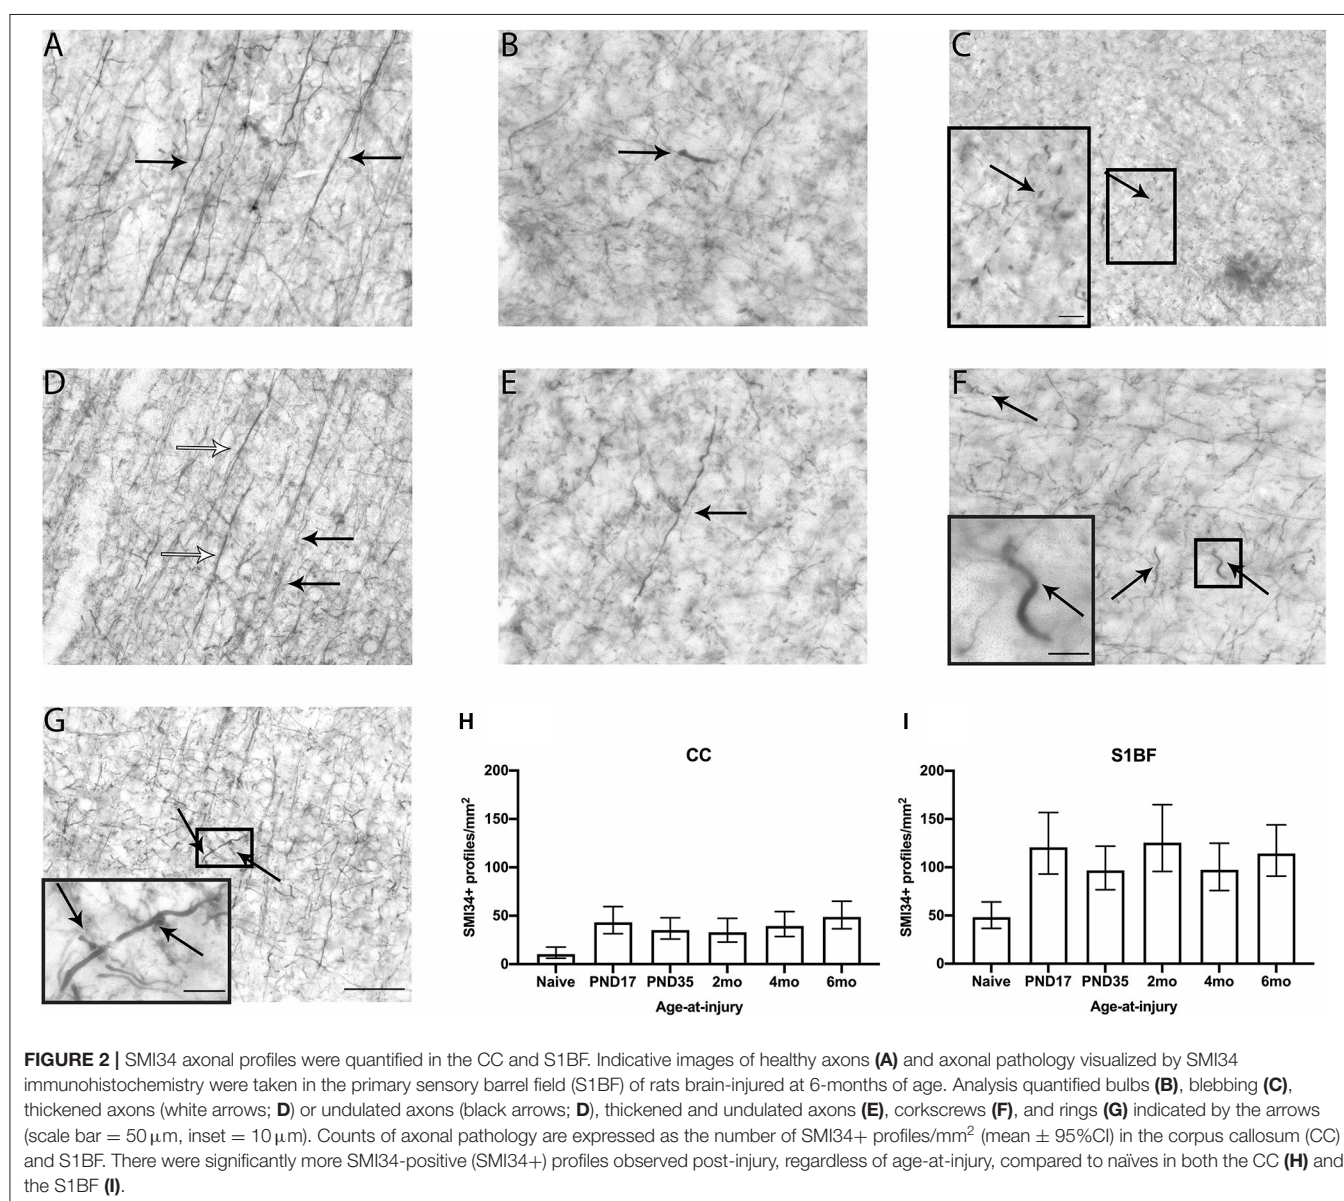 A
B
C
D
E
F
G
H
CC
200
150
100
50
0
SMI34+ profiles/mm²
Naive PND17 PND35 2mo 4mo 6mo
Age-at-injury
I
S1BF
200
150
100
50
0
SMI34+ profiles/mm²
Naive PND17 PND35 2mo 4mo 6mo
Age-at-injury
FIGURE 2 | SMI34 axonal profiles were quantified in the CC and S1BF. Indicative images of healthy axons (A) and axonal pathology visualized by SMI34
immunohistochemistry were taken in the primary sensory barrel field (S1BF) of rats brain-injured at 6-months of age. Analysis quantified bulbs (B), blebbing (C),
thickened axons (white arrows; D) or undulated axons (black arrows; D), thickened and undulated axons (E), corkscrews (F), and rings (G) indicated by the arrows
(scale bar = 50 μm, inset = 10 μm). Counts of axonal pathology are expressed as the number of SMI34+ profiles/mm² (mean ± 95%CI) in the corpus callosum (CC)
and S1BF. There were significantly more SMI34-positive (SMI34+) profiles observed post-injury, regardless of age-at-injury, compared to naïves in both the CC (H) and
the S1BF (I).